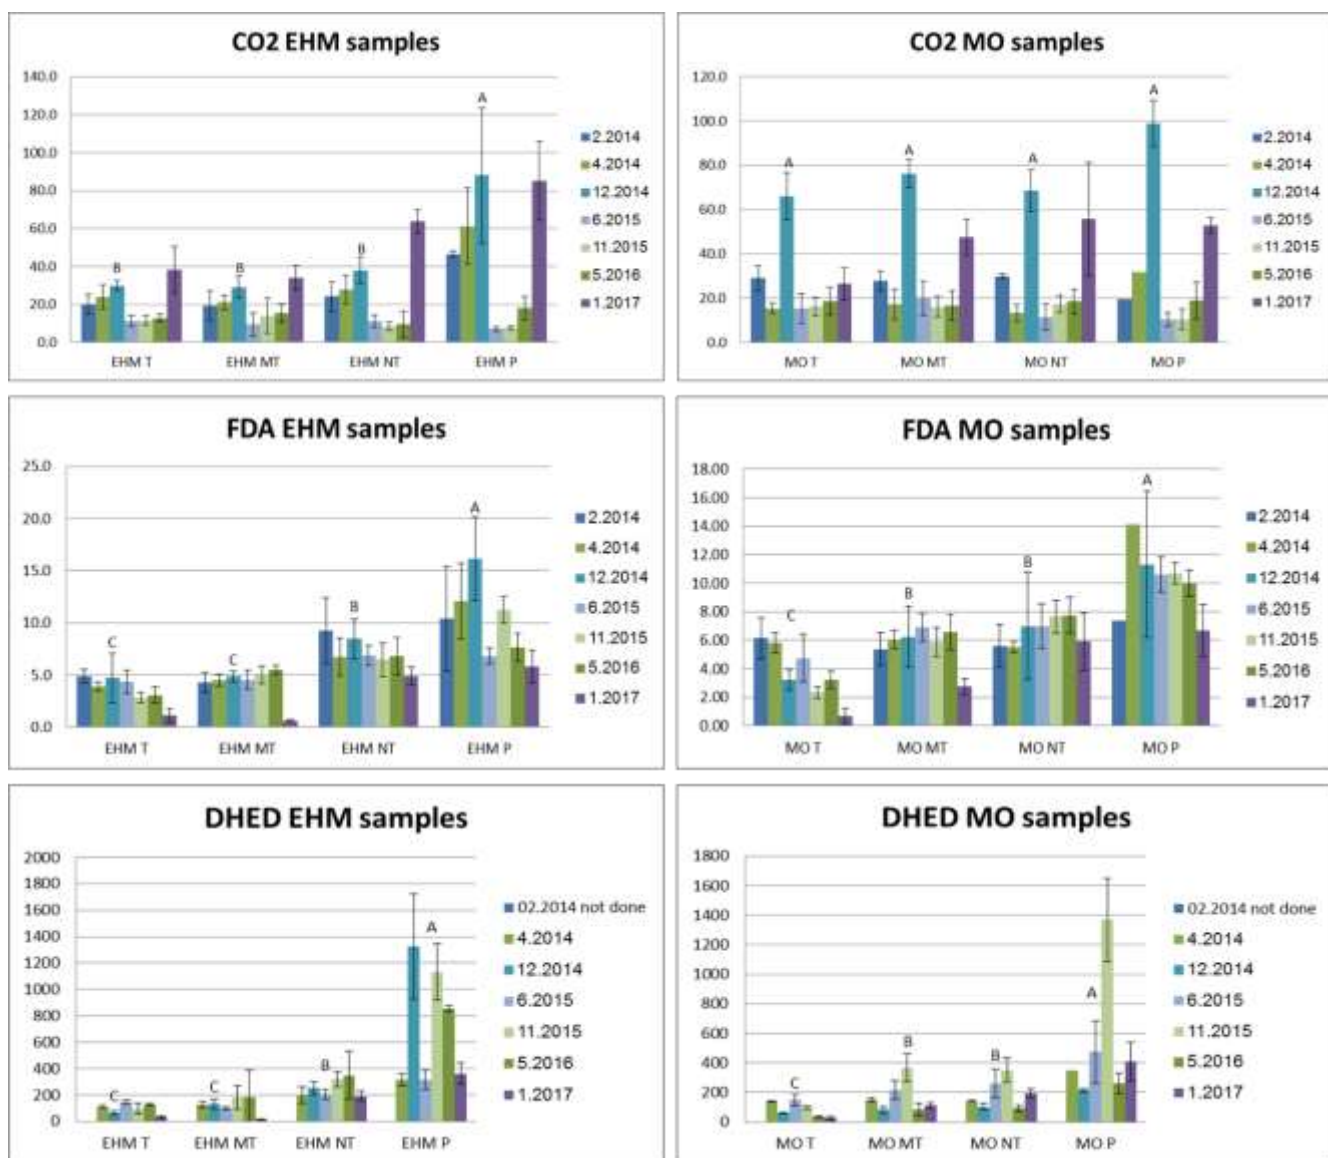 CO2 EHM samples
140.0
120.0
100.0
80.0
60.0
40.0
20.0
0.0
B
B
B
A
EHM T
EHM MT
EHM NT
EHM P
2.2014
4.2014
12.2014
6.2015
11.2015
5.2016
1.2017
CO2 MO samples
120.0
100.0
80.0
60.0
40.0
20.0
0.0
A
A
A
A
MO T
MO MT
MO NT
MO P
2.2014
4.2014
12.2014
6.2015
11.2015
5.2016
1.2017
FDA EHM samples
25.0
20.0
15.0
10.0
5.0
0.0
C
C
B
A
EHM T
EHM MT
EHM NT
EHM P
2.2014
4.2014
12.2014
6.2015
11.2015
5.2016
1.2017
FDA MO samples
18.00
16.00
14.00
12.00
10.00
8.00
6.00
4.00
2.00
0.00
C
B
B
A
MO T
MO MT
MO NT
MO P
2.2014
4.2014
12.2014
6.2015
11.2015
5.2016
1.2017
DHED EHM samples
2000
1800
1600
1400
1200
1000
800
600
400
200
0
C
C
B
A
EHM T
EHM MT
EHM NT
EHM P
02.2014 not done
4.2014
12.2014
6.2015
11.2015
5.2016
1.2017
DHED MO samples
1800
1600
1400
1200
1000
800
600
400
200
0
C
B
B
A
MO T
MO MT
MO NT
MO P
02.2014 not done
4.2014
12.2014
6.2015
11.2015
5.2016
1.2017